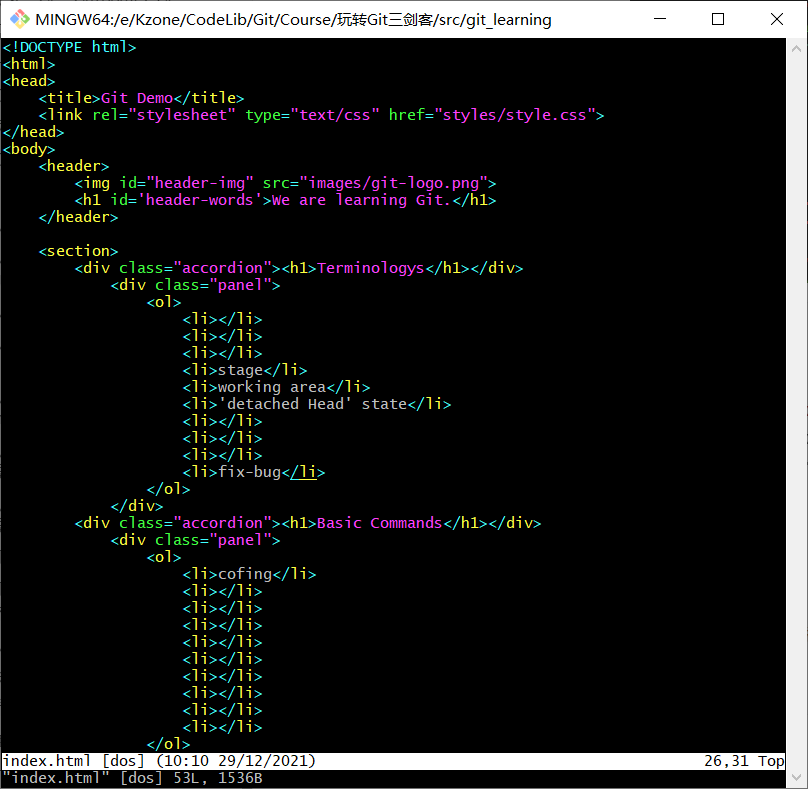 MINGW64:/e/Kzone/CodeLib/Git/Course/玩转Git三剑客/src/git_learning
<!DOCTYPE html>
<html>
<head>
    <title>Git Demo</title>
    <link rel="stylesheet" type="text/css" href="styles/style.css">
</head>
<body>
    <header>
        <img id="header-img" src="images/git-logo.png">
        <h1 id='header-words'>We are learning Git.</h1>
    </header>

    <section>
        <div class="accordion"><h1>Terminologys</h1></div>
            <div class="panel">
                <ol>
                    <li></li>
                    <li></li>
                    <li></li>
                    <li>stage</li>
                    <li>working area</li>
                    <li>'detached Head' state</li>
                    <li></li>
                    <li></li>
                    <li></li>
                    <li>fix-bug</li>
                </ol>
            </div>
        <div class="accordion"><h1>Basic Commands</h1></div>
            <div class="panel">
                <ol>
                    <li>cofing</li>
                    <li></li>
                    <li></li>
                    <li></li>
                    <li></li>
                    <li></li>
                    <li></li>
                    <li></li>
                    <li></li>
                    <li></li>
                </ol>
index.html [dos] (10:10 29/12/2021) 26,31 Top
"index.html" [dos] 53L, 1536B